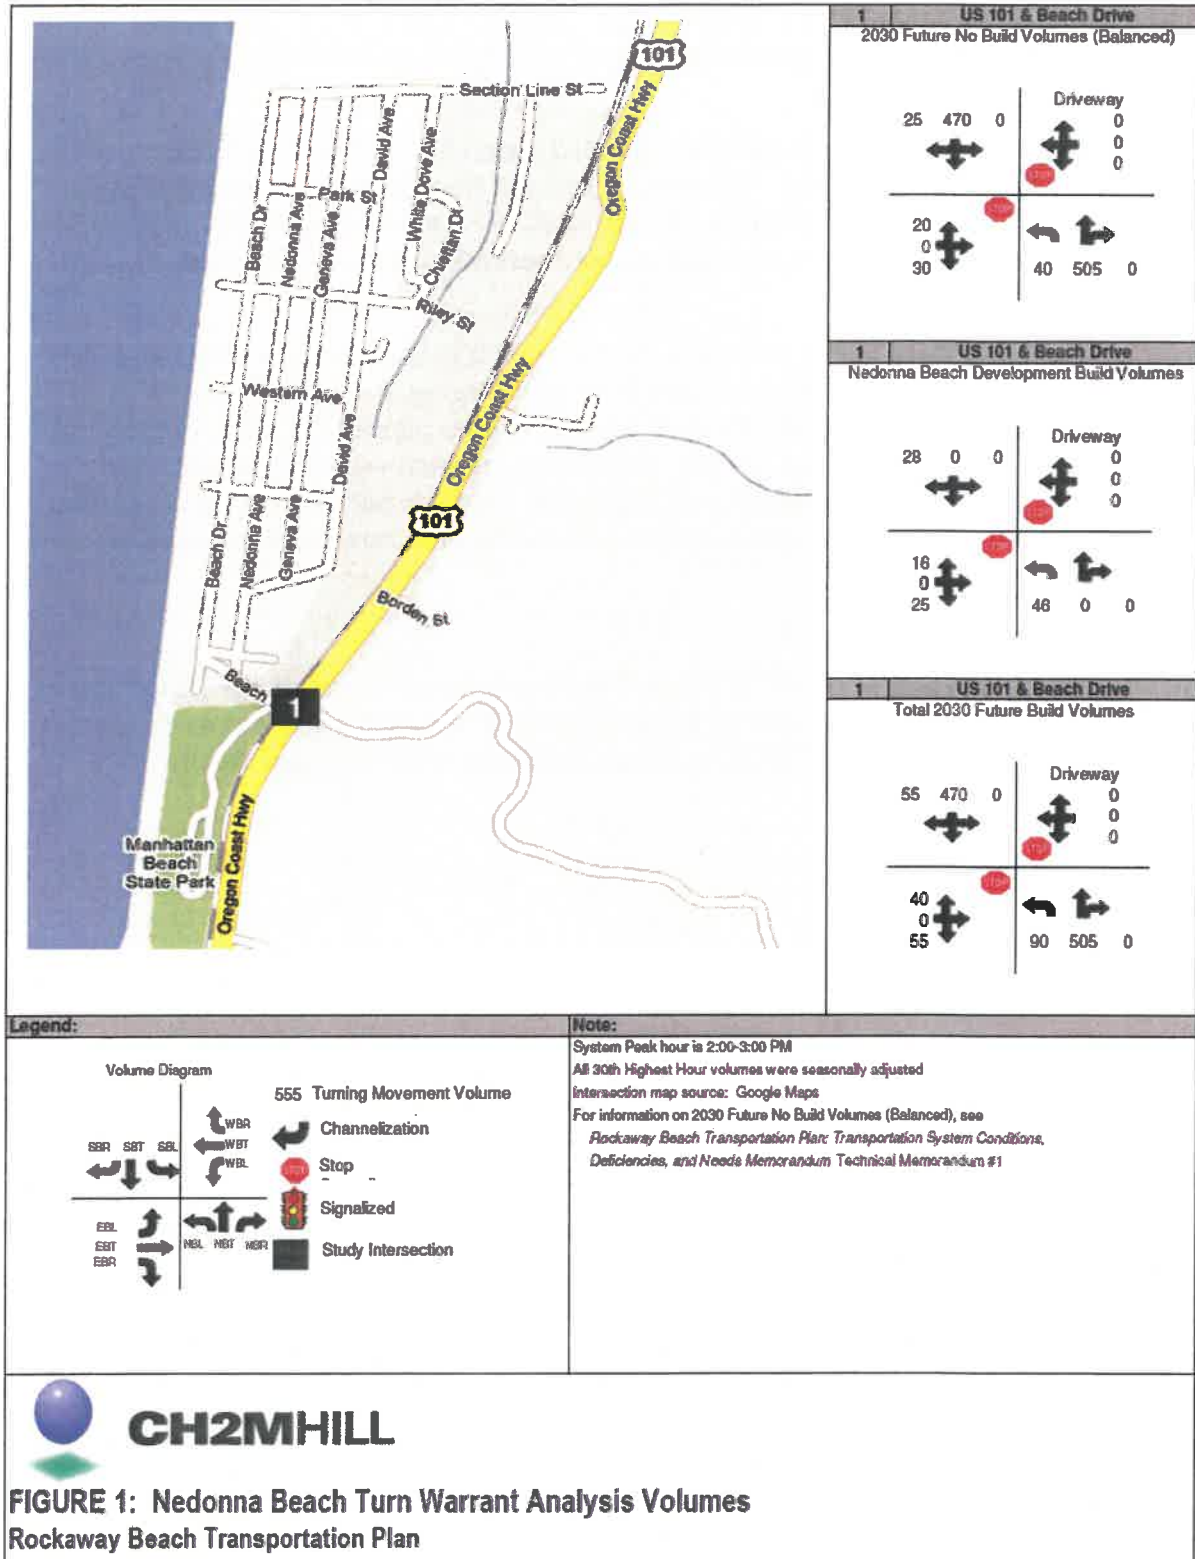 101
Section Line St
Oregon Coast Hwy
David Ave
White Dove Ave
Park St
Beach Dr
Nedonna Ave
Geneva Ave
Chieftan Dr
Riley St
Western Ave
Oregon Coast Hwy
David Ave
101
Beach Dr
Nedonna Ave
Geneva Ave
Borden St
Beach
1
Manhattan
Beach
State Park
Oregon Coast Hwy
1 US 101 & Beach Drive
2030 Future No Build Volumes (Balanced)
Driveway
25 470 0
0
0
0
STOP
STOP
20
0
30
40 505 0
1 US 101 & Beach Drive
Nedonna Beach Development Build Volumes
Driveway
28 0 0
0
0
0
STOP
STOP
16
0
25
46 0 0
1 US 101 & Beach Drive
Total 2030 Future Build Volumes
Driveway
55 470 0
0
0
0
STOP
STOP
40
0
55
90 505 0
Legend:
Volume Diagram
SBR SBT SBL
WBR
WBT
WBL
EBL
EBT
EBR
NBL NBT NBR
555 Turning Movement Volume
Channelization
STOP Stop
Signalized
Study Intersection
Note:
System Peak hour is 2:00-3:00 PM
All 30th Highest Hour volumes were seasonally adjusted
Intersection map source: Google Maps
For information on 2030 Future No Build Volumes (Balanced), see
Rockaway Beach Transportation Plan: Transportation System Conditions,
Deficiencies, and Needs Memorandum Technical Memorandum #1
CH2MHILL
FIGURE 1: Nedonna Beach Turn Warrant Analysis Volumes
Rockaway Beach Transportation Plan